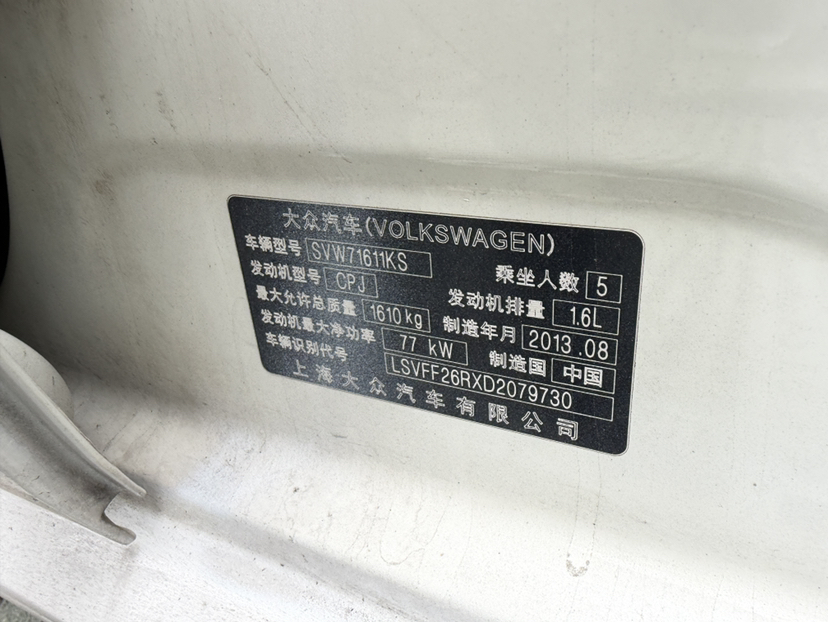 大众汽车(VOLKSWAGEN)
车辆型号 SVW71611KS 乘坐人数 5
发动机型号 CPJ 发动机排量 1.6L
最大允许总质量 1610kg 制造年月 2013.08
发动机最大净功率 77 kW 制造国 中国
车辆识别代号 LSVFF26RXD2079730
上海大众汽车有限公司